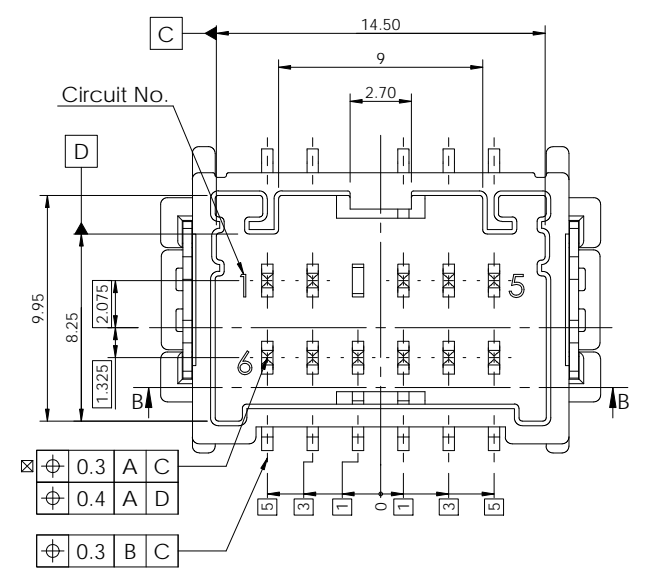 C
14.50
9
2.70
Circuit No.
D
1
5
9.95
8.25
2.075
1.325
6
B
B
⌖ 0.3 A C
⌖ 0.4 A D
⌖ 0.3 B C
5 3 1 0 1 3 5